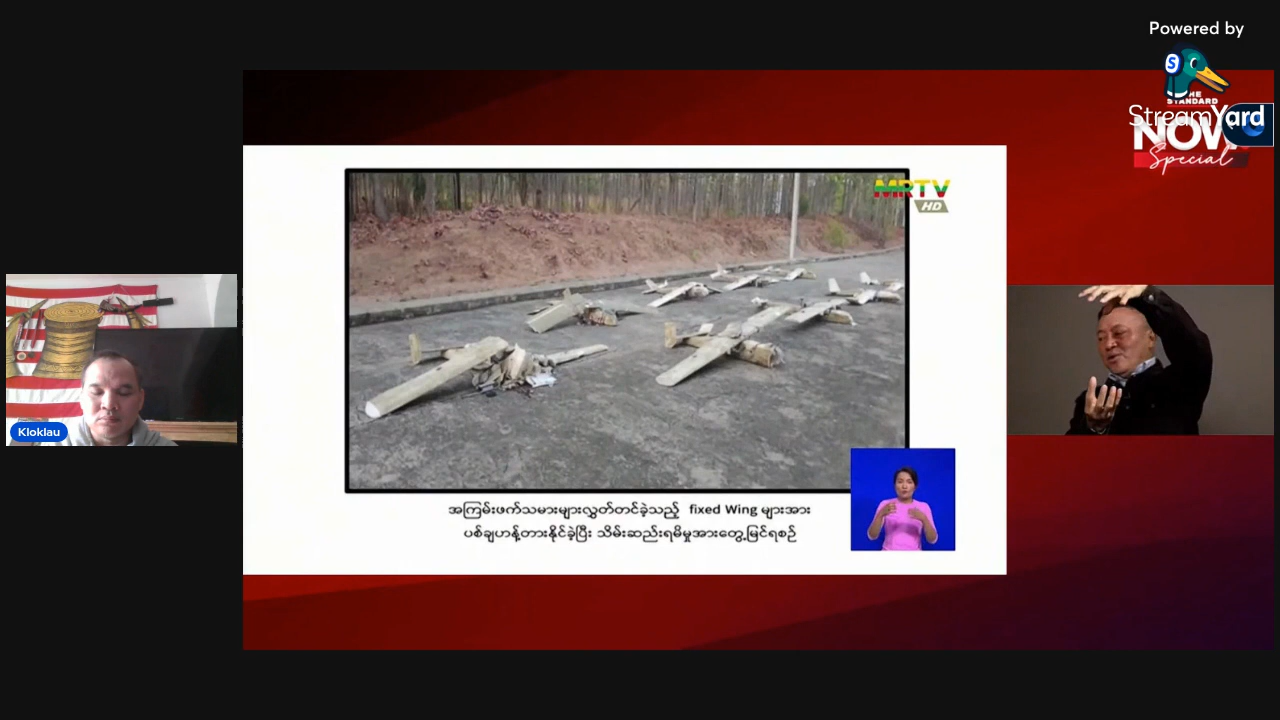 Powered by
StreamYard
THE
STANDARD
NOW
Special
MRTV
HD
Kloklau
အကြမ်းဖက်သမားများလွှတ်တင်ခဲ့သည့် fixed Wing များအား
ပစ်ချဟန့်တားနိုင်ခဲ့ပြီး သိမ်းဆည်းရမိမှုအားတွေ့မြင်ရစဉ်